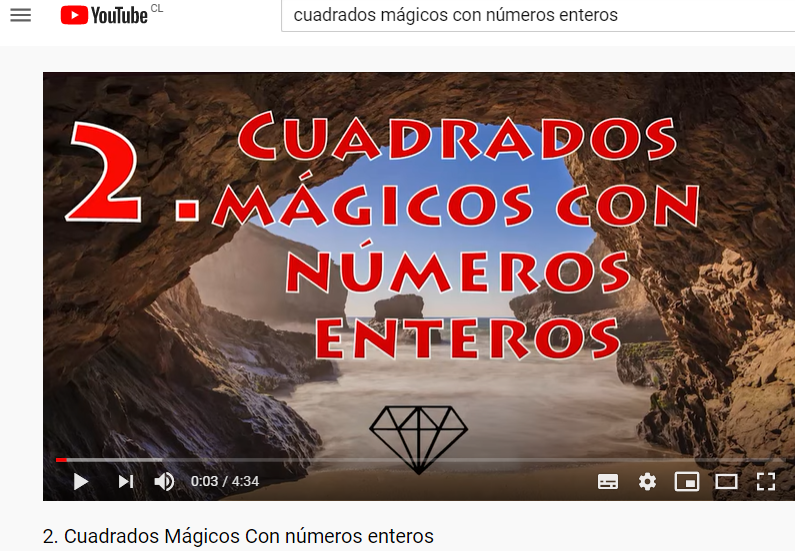 YouTube CL
cuadrados mágicos con números enteros
2. CUADRADOS
MÁGICOS CON
NÚMEROS
ENTEROS
0:03 / 4:34
2. Cuadrados Mágicos Con números enteros